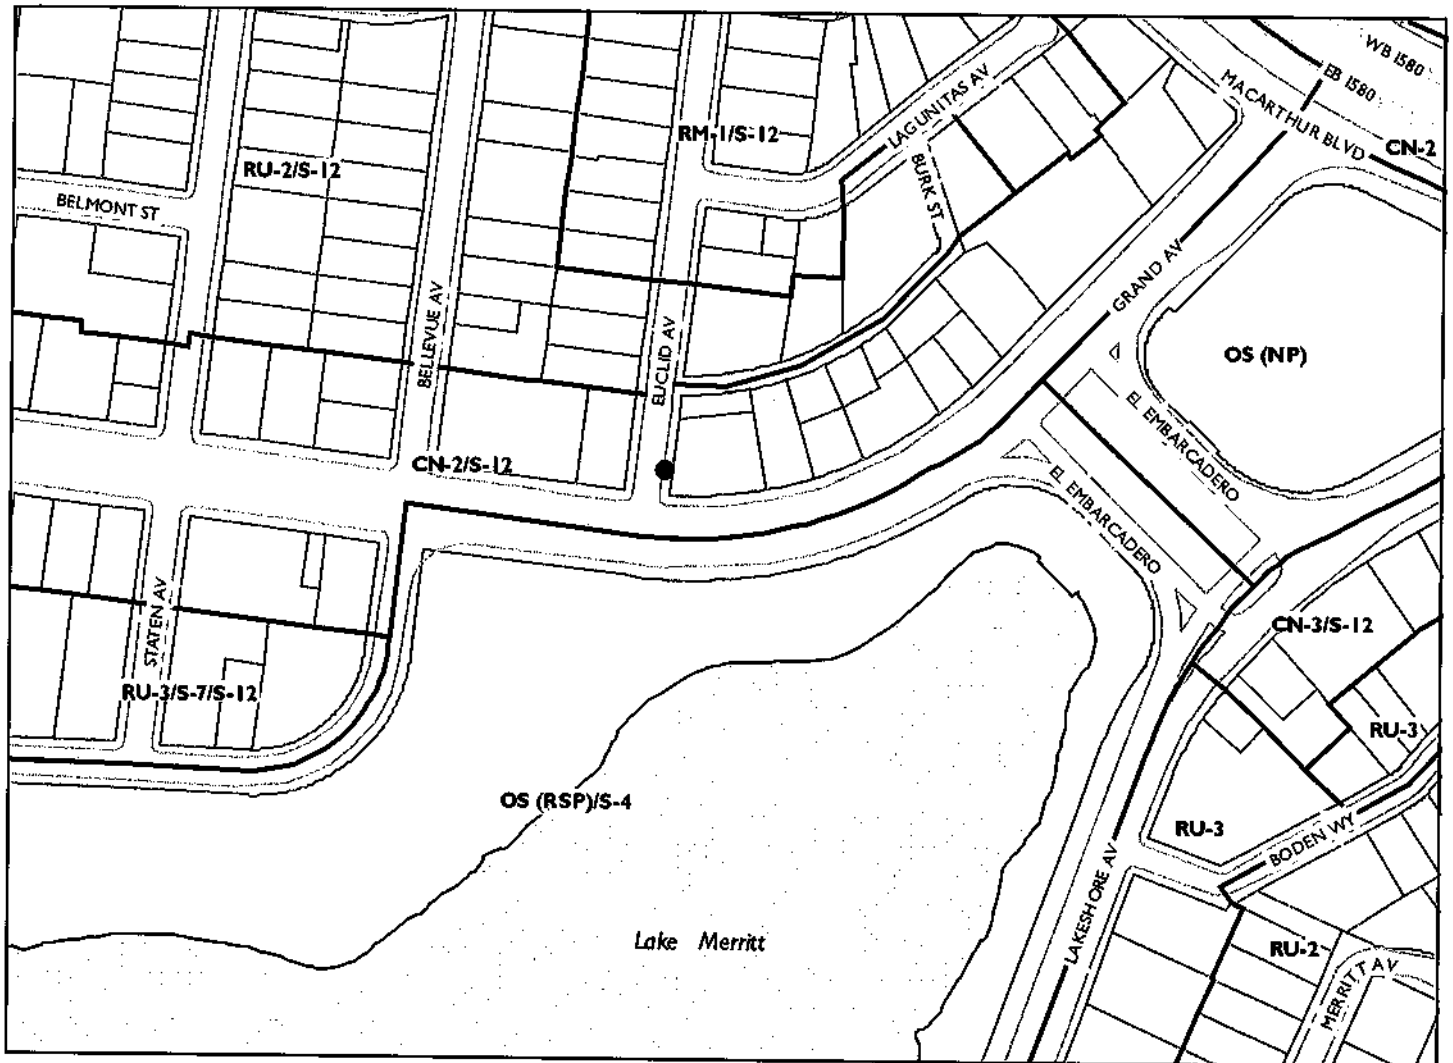 WB I580
EB I580
MACARTHUR BLVD
CN-2
LAGUNITAS AV
RM-1/S-12
RU-2/S-12
BURK ST
BELMONT ST
GRAND AV
BELLEVUE AV
EUCLID AV
OS (NP)
EL EMBARCADERO
CN-2/S-12
EL EMBARCADERO
STATEN AV
CN-3/S-12
RU-3/S-7/S-12
RU-3
OS (RSP)/S-4
RU-3
BODEN WY
LAKESHORE AV
Lake Merritt
RU-2
MERRITT AV